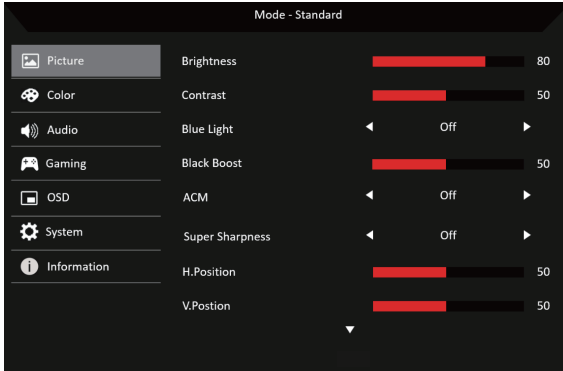 Mode - Standard
Picture
Brightness 80
Color
Contrast 50
Audio
Blue Light Off
Gaming
Black Boost 50
OSD
ACM Off
System
Super Sharpness Off
Information
H.Position 50
V.Postion 50